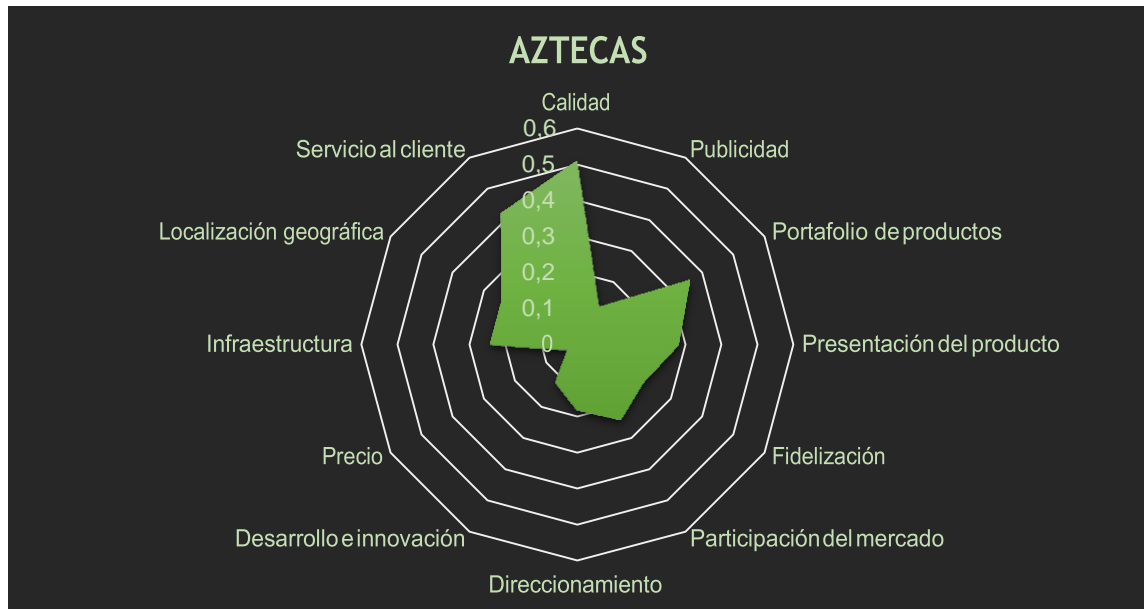 AZTECAS
Calidad
Publicidad
Portafolio de productos
Presentación del producto
Fidelización
Participación del mercado
Direccionamiento
Desarrollo e innovación
Precio
Infraestructura
Localización geográfica
Servicio al cliente
0,6
0,5
0,4
0,3
0,2
0,1
0